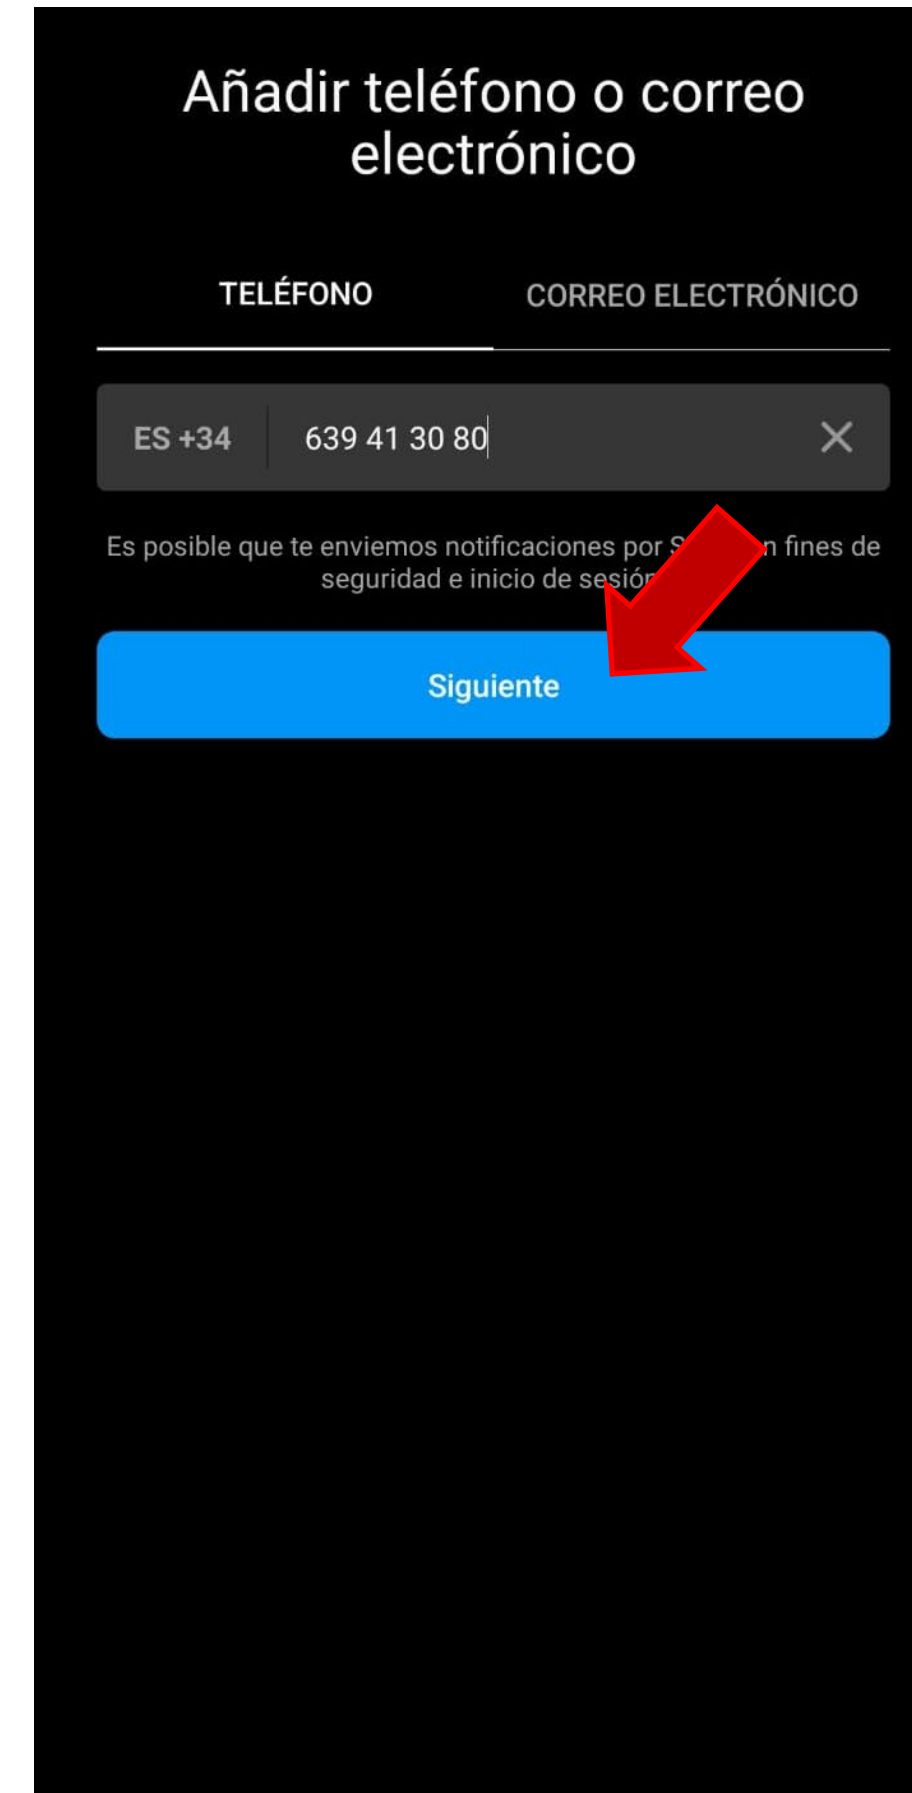 Añadir teléfono o correo
electrónico
TELÉFONO
CORREO ELECTRÓNICO
ES +34
639 41 30 80
Es posible que te enviemos notificaciones por fines de
seguridad e inicio de sesión
Siguiente